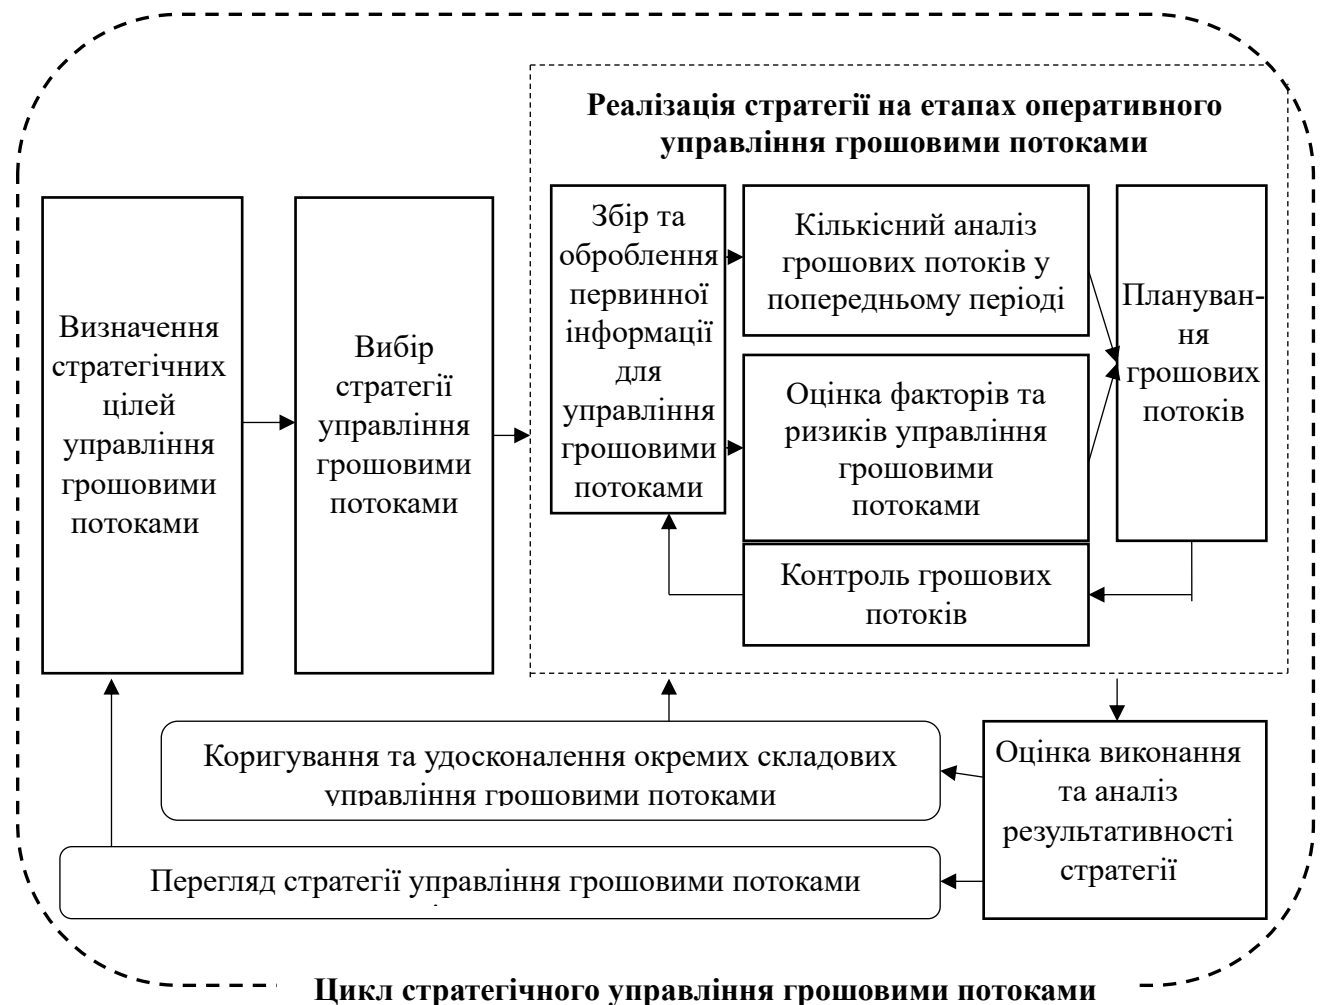 Реалізація стратегії на етапах оперативного
управління грошовими потоками
Визначення
стратегічних
цілей
управління
грошовими
потоками
Вибір
стратегії
управління
грошовими
потоками
Збір та
оброблення
первинної
інформації
для
управління
грошовими
потоками
Кількісний аналіз
грошових потоків у
попередньому періоді
Оцінка факторів та
ризиків управління
грошовими
потоками
Контроль грошових
потоків
Плануван-
ня
грошових
потоків
Коригування та удосконалення окремих складових
управління грошовими потоками
Перегляд стратегії управління грошовими потоками
Оцінка виконання
та аналіз
результативності
стратегії
Цикл стратегічного управління грошовими потоками